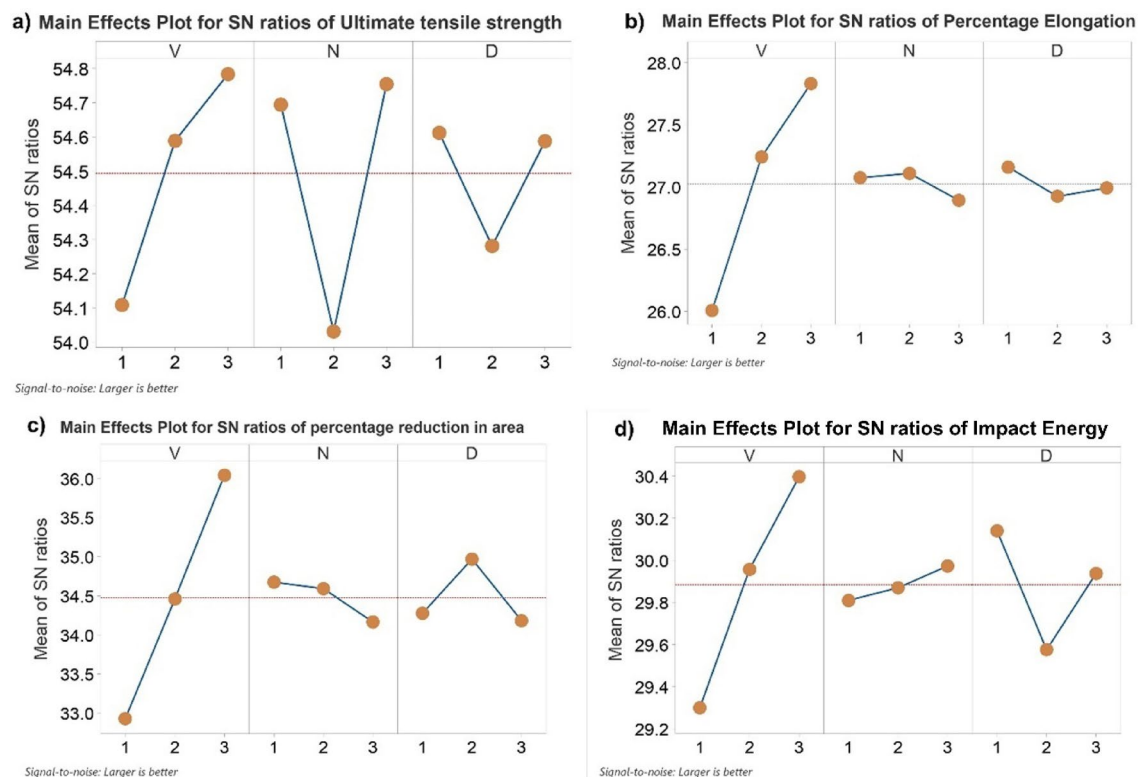 a) Main Effects Plot for SN ratios of Ultimate tensile strength
V N D
Mean of SN ratios
54.8
54.7
54.6
54.5
54.4
54.3
54.2
54.1
54.0
1 2 3 1 2 3 1 2 3
Signal-to-noise: Larger is better
b) Main Effects Plot for SN ratios of Percentage Elongation
V N D
Mean of SN ratios
28.0
27.5
27.0
26.5
26.0
1 2 3 1 2 3 1 2 3
Signal-to-noise: Larger is better
c) Main Effects Plot for SN ratios of percentage reduction in area
V N D
Mean of SN ratios
36.0
35.5
35.0
34.5
34.0
33.5
33.0
1 2 3 1 2 3 1 2 3
Signal-to-noise: Larger is better
d) Main Effects Plot for SN ratios of Impact Energy
V N D
Mean of SN ratios
30.4
30.2
30.0
29.8
29.6
29.4
29.2
1 2 3 1 2 3 1 2 3
Signal-to-noise: Larger is better